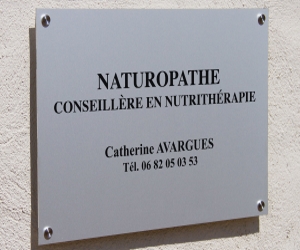 NATUROPATHE
CONSEILLÈRE EN NUTRITHÉRAPIE
Catherine AVARGUES
Tél. 06 82 05 03 53